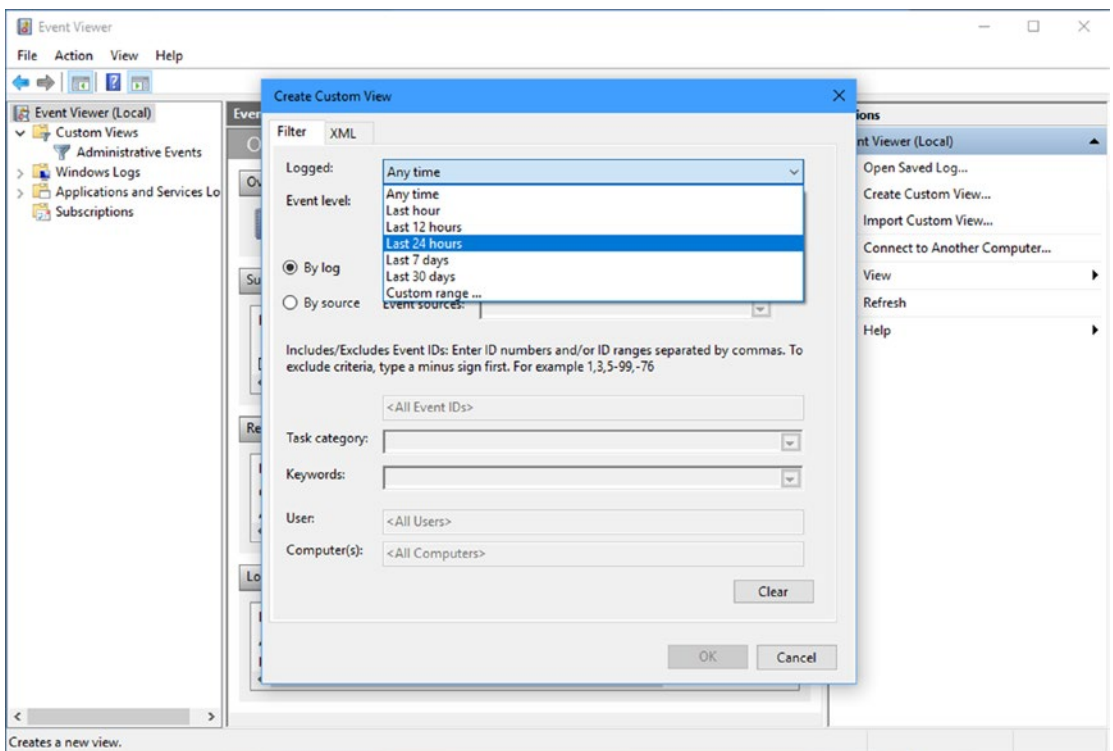 Event Viewer
File Action View Help
Event Viewer (Local)
Custom Views
Administrative Events
Windows Logs
Applications and Services Lo
Subscriptions
Create Custom View
Filter XML
Logged: Any time
Any time
Last hour
Last 12 hours
Last 24 hours
Last 7 days
Last 30 days
Custom range ...
Event level:
By log
By source Event sources:
Includes/Excludes Event IDs: Enter ID numbers and/or ID ranges separated by commas. To
exclude criteria, type a minus sign first. For example 1,3,5-99,-76
<All Event IDs>
Task category:
Keywords:
User: <All Users>
Computer(s): <All Computers>
Clear
OK Cancel
ions
nt Viewer (Local)
Open Saved Log...
Create Custom View...
Import Custom View...
Connect to Another Computer...
View
Refresh
Help
Creates a new view.